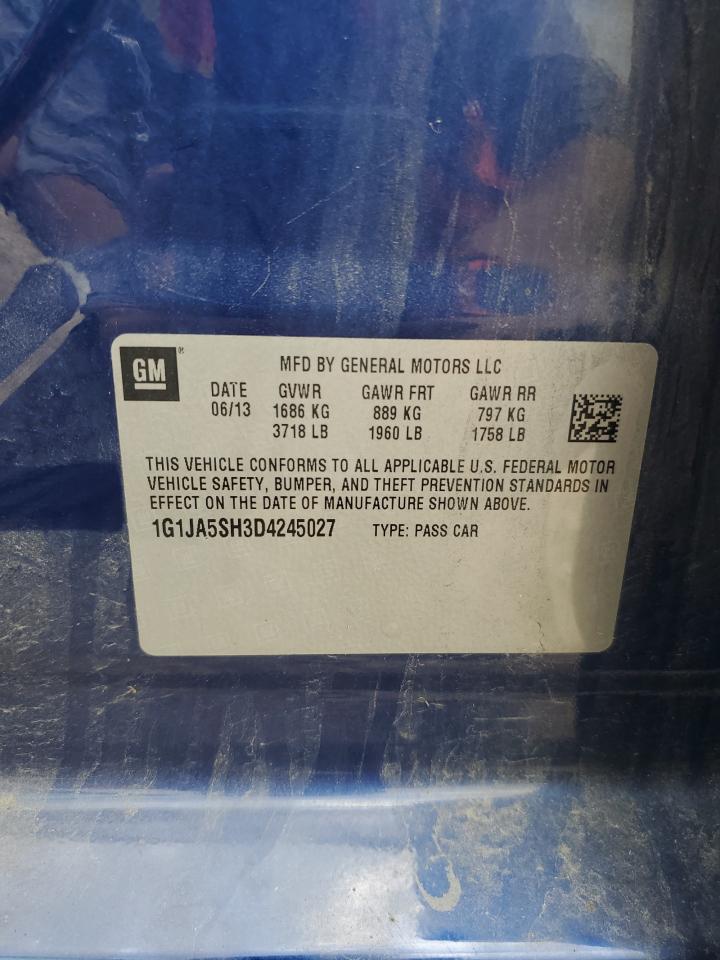 GM®
MFD BY GENERAL MOTORS LLC
DATE GVWR GAWR FRT GAWR RR
06/13 1686 KG 889 KG 797 KG
3718 LB 1960 LB 1758 LB
THIS VEHICLE CONFORMS TO ALL APPLICABLE U.S. FEDERAL MOTOR
VEHICLE SAFETY, BUMPER, AND THEFT PREVENTION STANDARDS IN
EFFECT ON THE DATE OF MANUFACTURE SHOWN ABOVE.
1G1JA5SH3D4245027 TYPE: PASS CAR